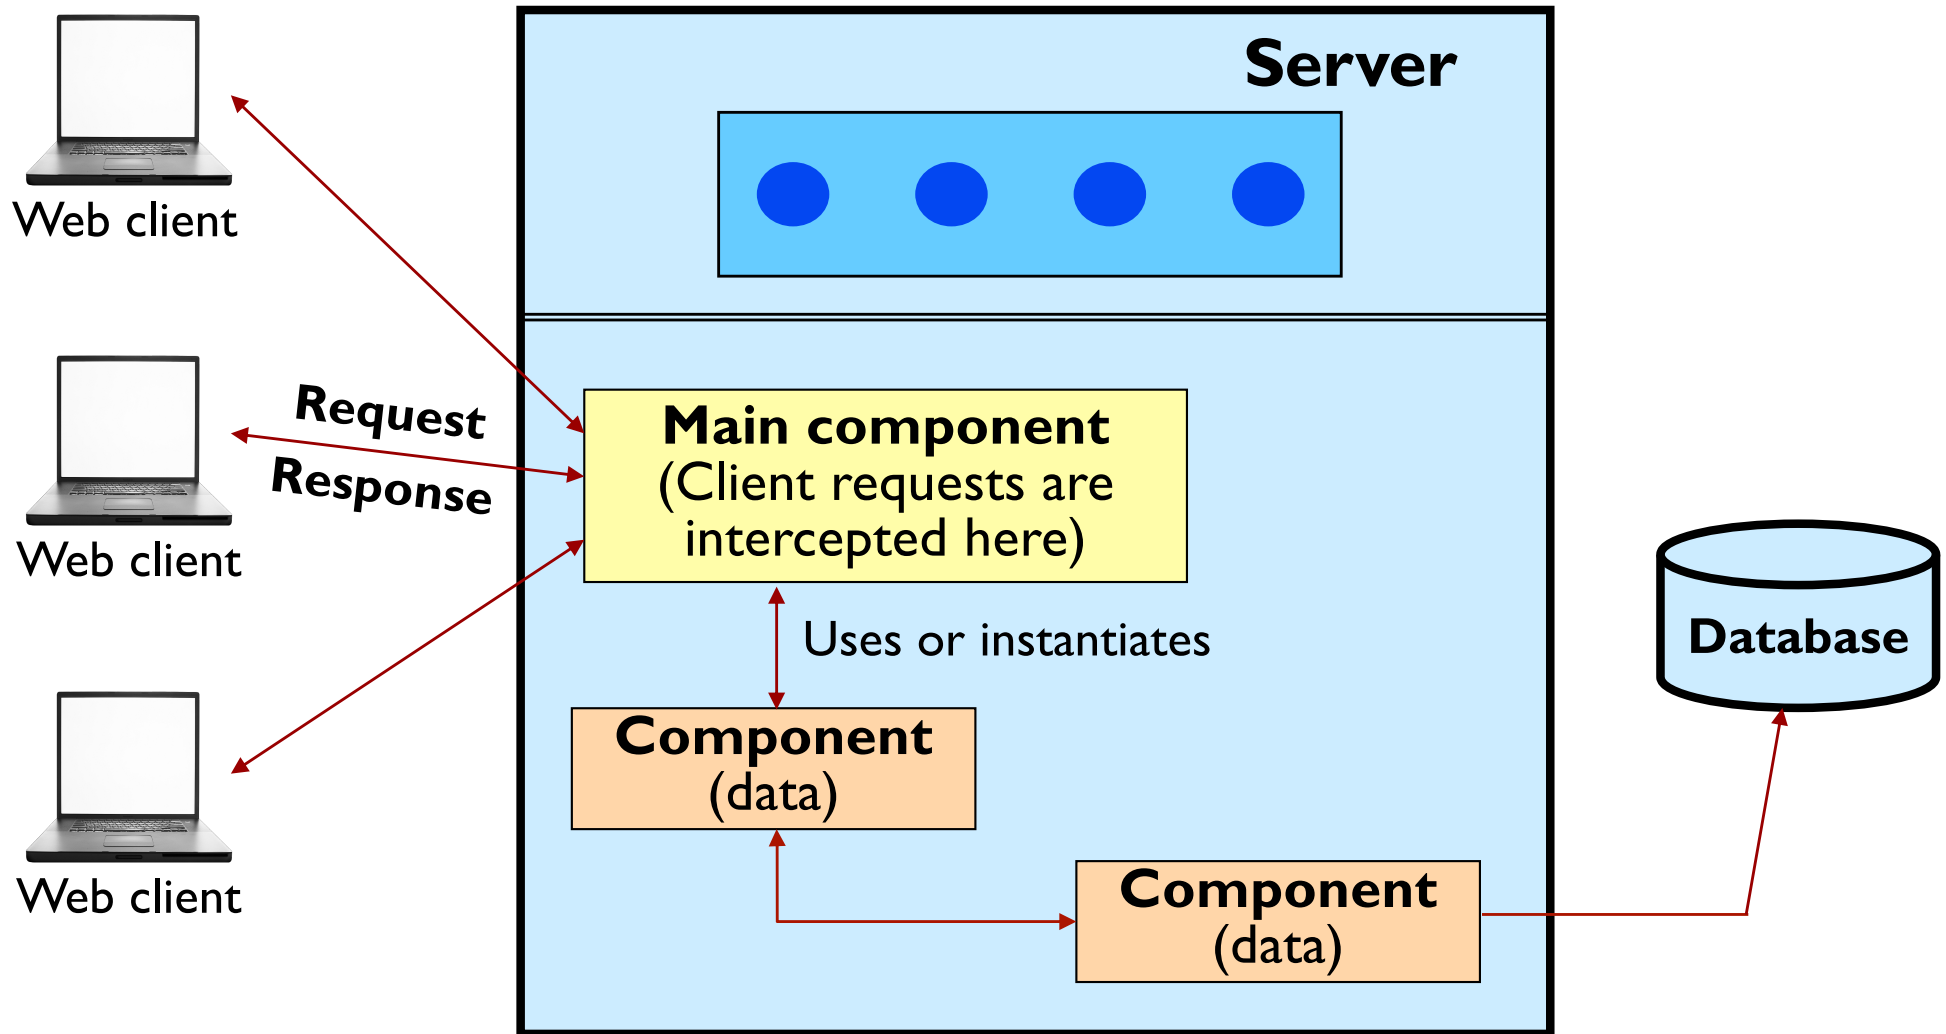 Server
Web client
Request
Response
Web client
Web client
Main component
(Client requests are
intercepted here)
Uses or instantiates
Component
(data)
Component
(data)
Database